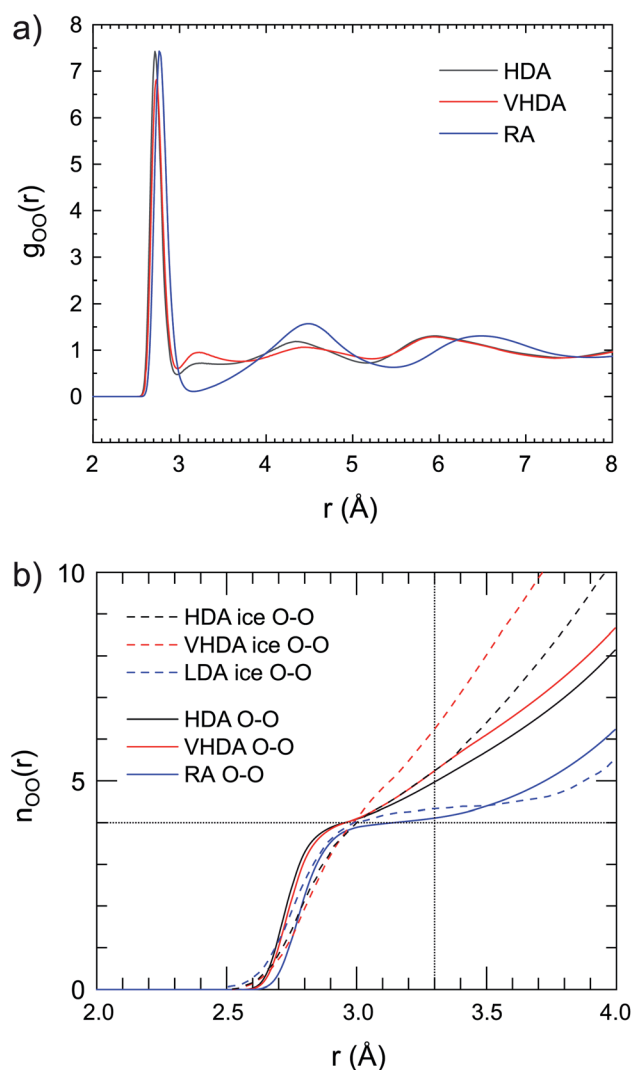 a)
8
7
6
5
4
3
2
1
0
g_OO(r)
HDA
VHDA
RA
2 3 4 5 6 7 8
r (Å)
b)
10
5
0
n_OO(r)
HDA ice O-O
VHDA ice O-O
LDA ice O-O
HDA O-O
VHDA O-O
RA O-O
2.0 2.5 3.0 3.5 4.0
r (Å)